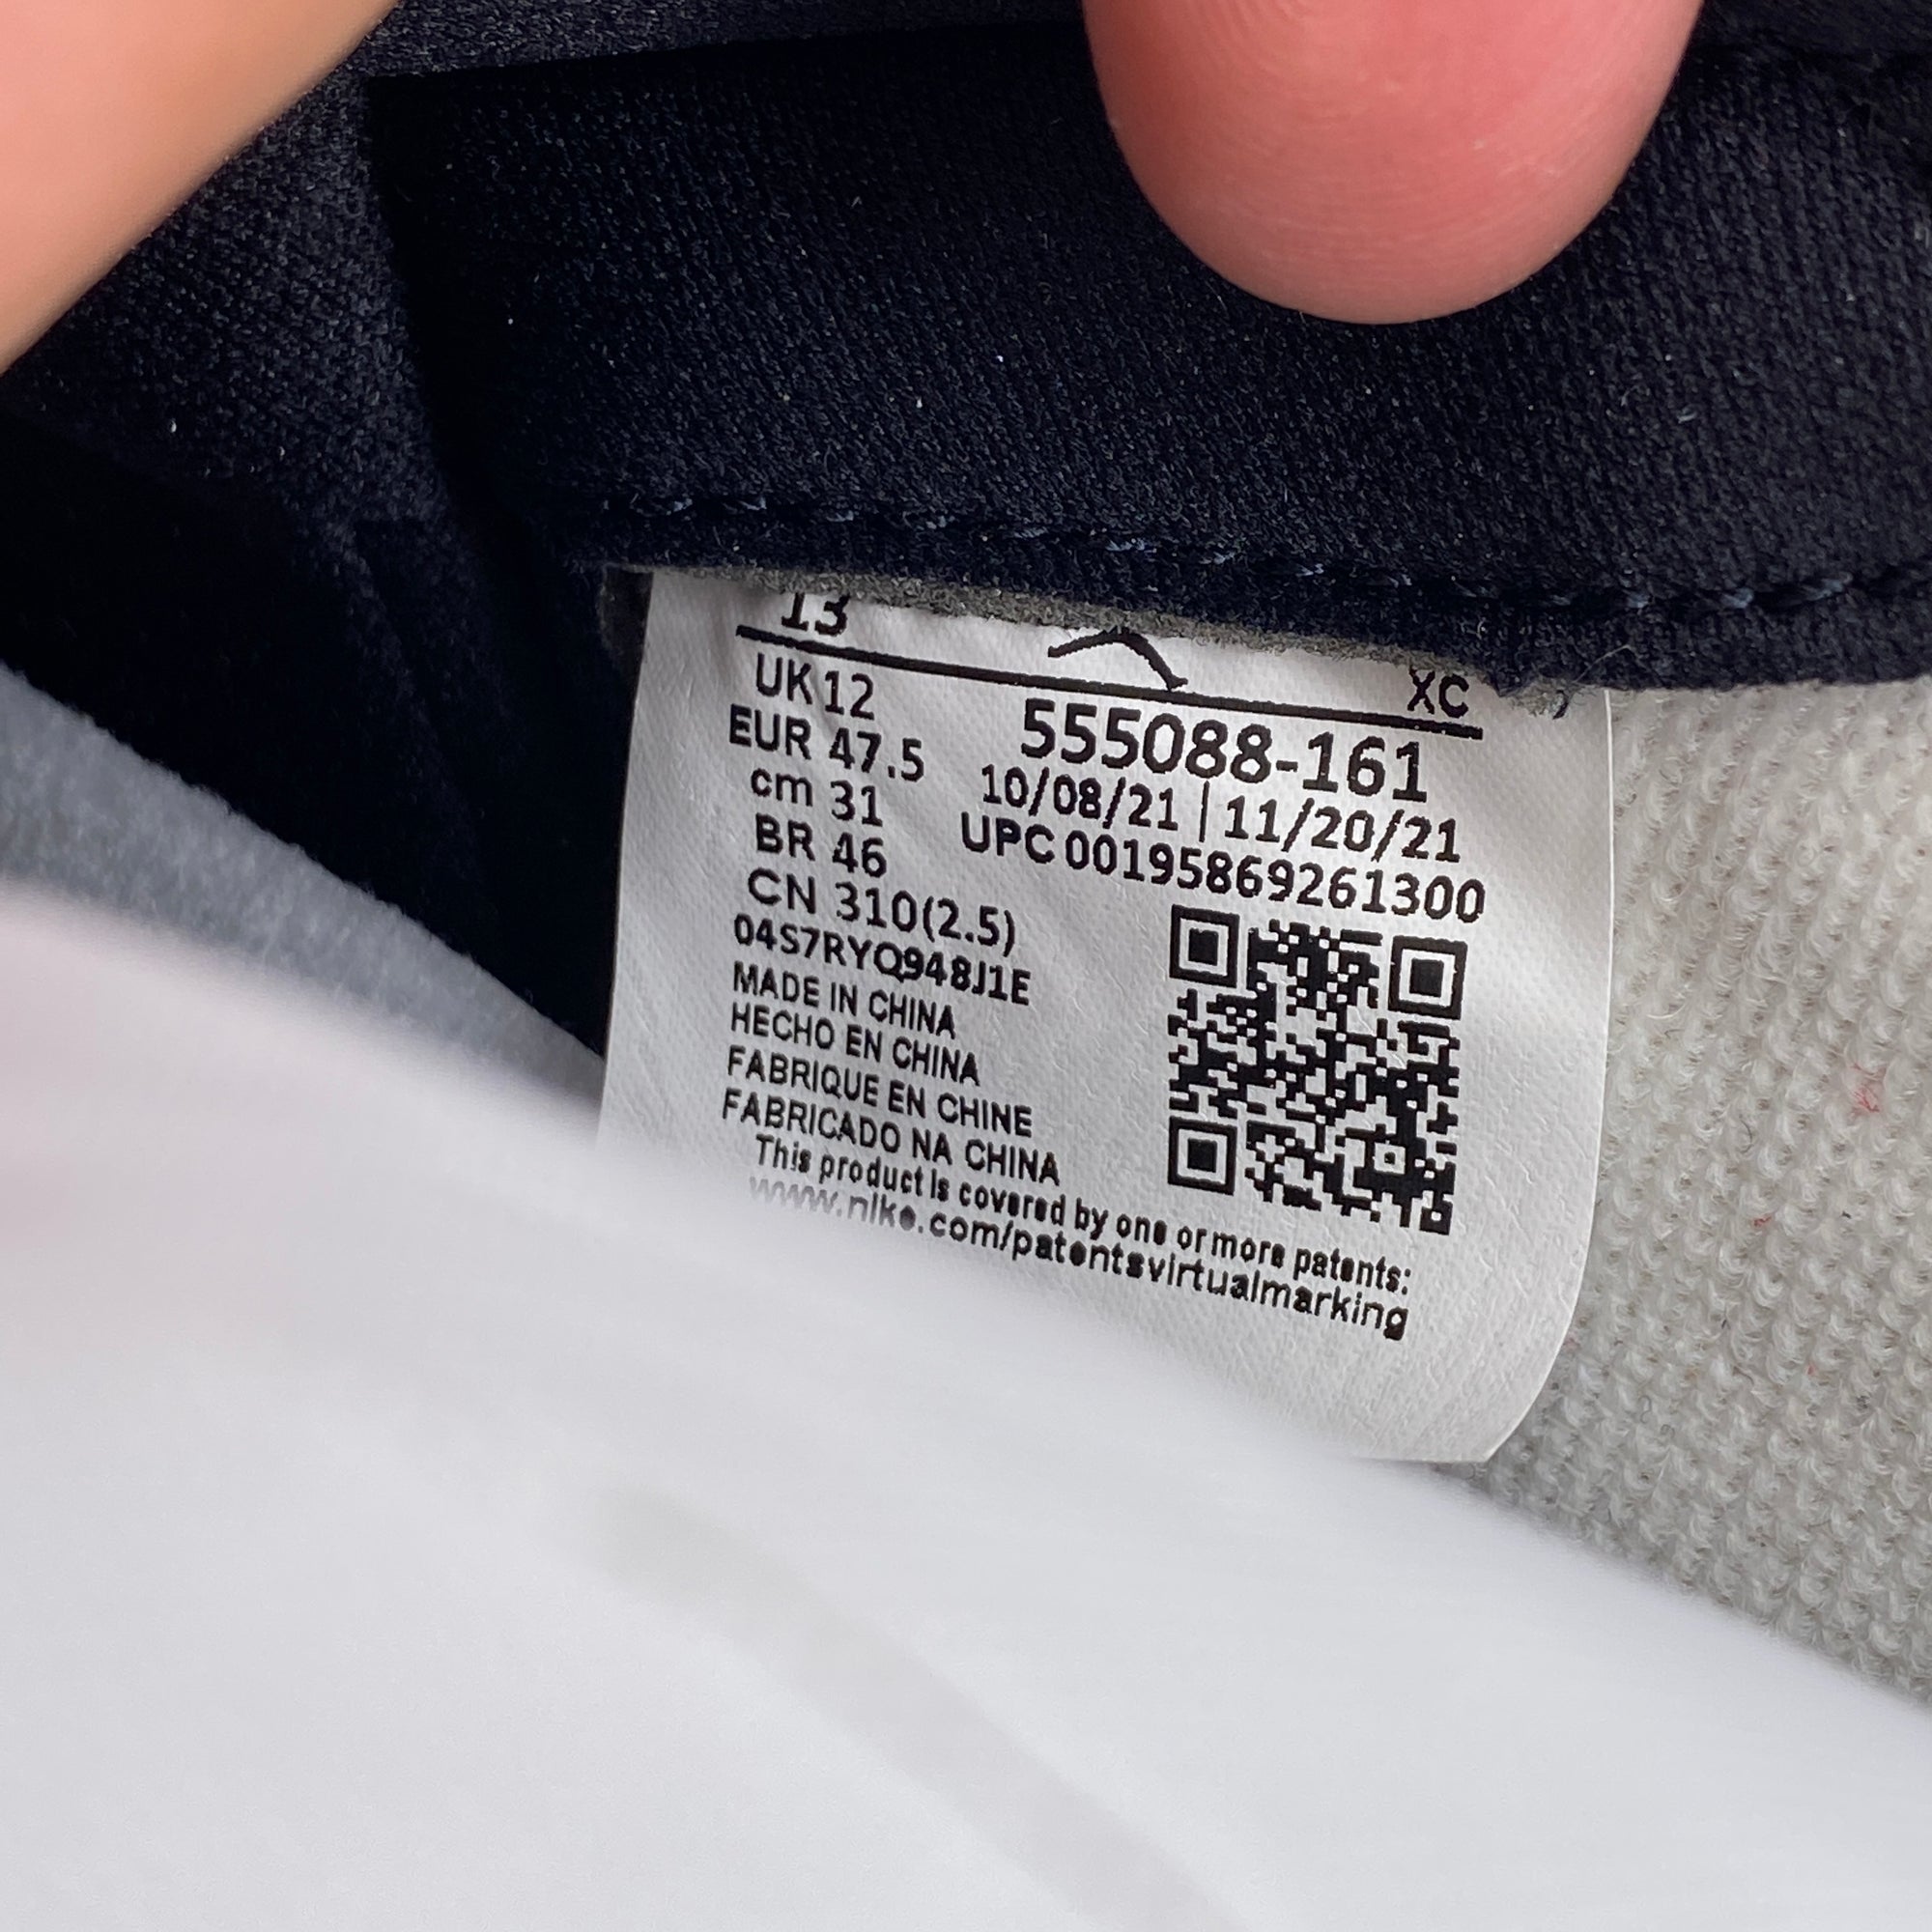 13
XC
UK 12
EUR 47.5
cm 31
BR 46
CN 310(2.5)
04S7RYQ948J1E
555088-161
10/08/21 | 11/20/21
UPC 00195869261300
MADE IN CHINA
HECHO EN CHINA
FABRIQUE EN CHINE
FABRICADO NA CHINA
This product is covered by one or more patents:
www.nike.com/patentsvirtualmarking